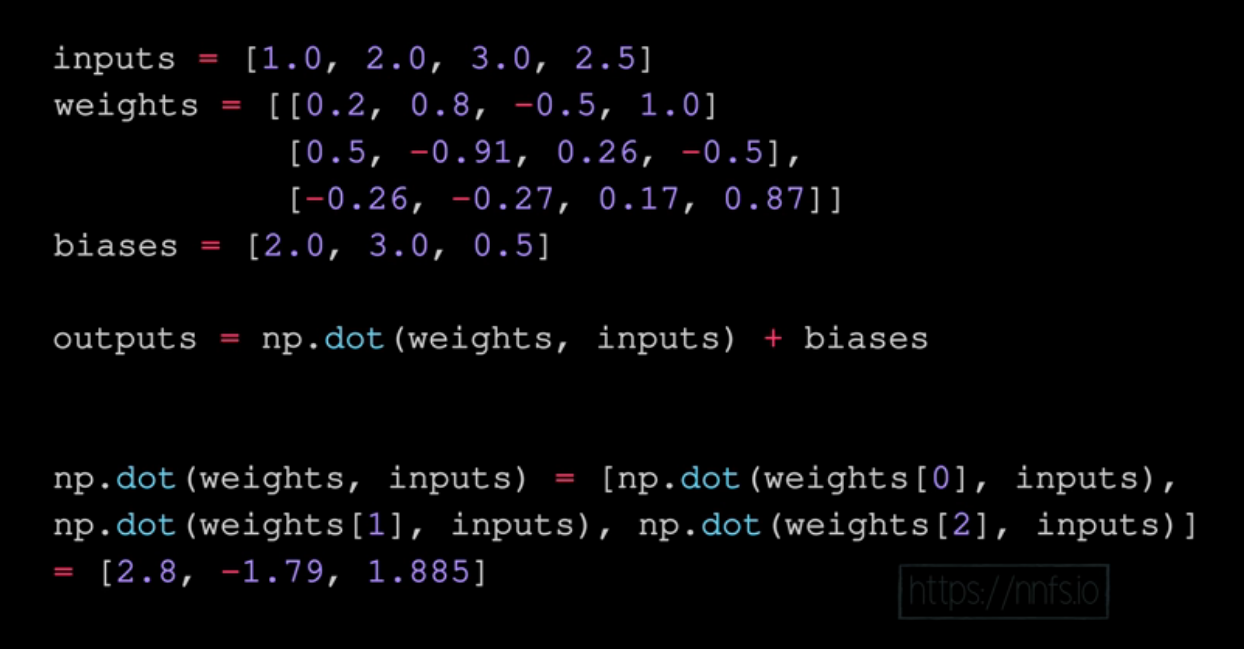 inputs = [1.0, 2.0, 3.0, 2.5]
weights = [[0.2, 0.8, -0.5, 1.0]
[0.5, -0.91, 0.26, -0.5],
[-0.26, -0.27, 0.17, 0.87]]
biases = [2.0, 3.0, 0.5]
outputs = np.dot(weights, inputs) + biases
np.dot(weights, inputs) = [np.dot(weights[0], inputs),
np.dot(weights[1], inputs), np.dot(weights[2], inputs)]
= [2.8, -1.79, 1.885]
https://nnfs.io